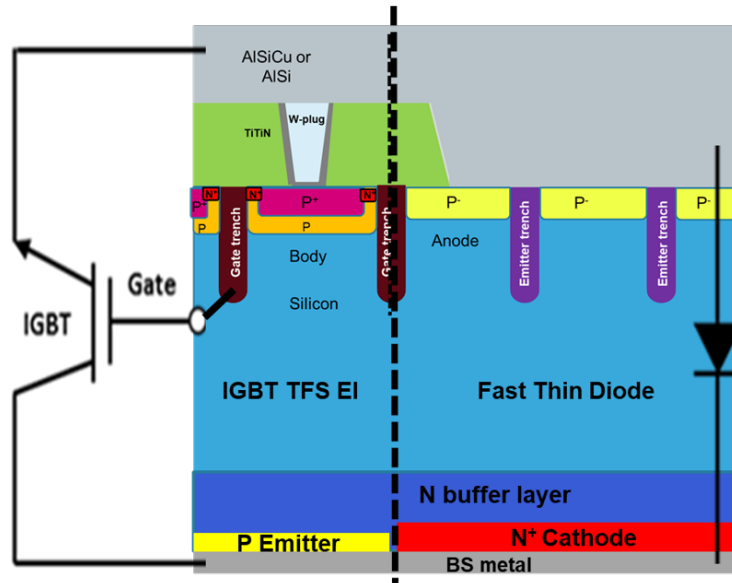 AlSiCu or
AlSi
TiTiN
W-plug
N⁺
N⁺
N⁺
P⁺
P⁺
P⁻
P⁻
P⁻
P
P
Gate trench
Gate trench
Emitter trench
Emitter trench
Body
Anode
Gate
Silicon
IGBT
IGBT TFS EI
Fast Thin Diode
N buffer layer
P Emitter
N⁺ Cathode
BS metal